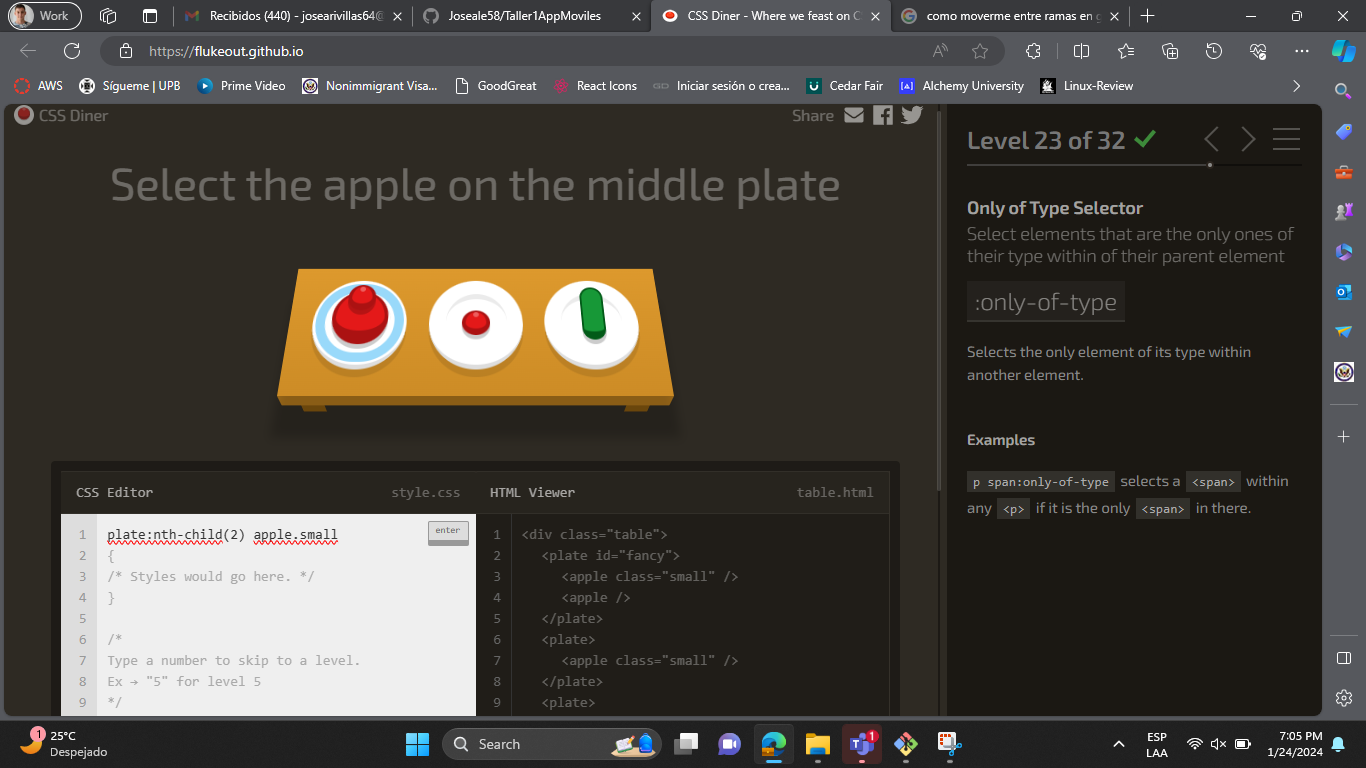 Work
Recibidos (440) - josearivillas64@
Joseale58/Taller1AppMoviles
CSS Diner - Where we feast on C
como moverme entre ramas en g
https://flukeout.github.io
AWS
Sígueme | UPB
Prime Video
Nonimmigrant Visa...
GoodGreat
React Icons
Iniciar sesión o crea...
Cedar Fair
Alchemy University
Linux-Review
CSS Diner
Share
Select the apple on the middle plate
CSS Editor
style.css
HTML Viewer
table.html
1 plate:nth-child(2) apple.small
enter
2 {
3 /* Styles would go here. */
4 }
5
6 /*
7 Type a number to skip to a level.
8 Ex → "5" for level 5
9 */
1 <div class="table">
2 <plate id="fancy">
3 <apple class="small" />
4 <apple />
5 </plate>
6 <plate>
7 <apple class="small" />
8 </plate>
9 <plate>
Level 23 of 32
Only of Type Selector
Select elements that are the only ones of
their type within of their parent element
:only-of-type
Selects the only element of its type within
another element.
Examples
p span:only-of-type selects a <span> within
any <p> if it is the only <span> in there.
1
25°C
Despejado
Search
1
ESP
LAA
7:05 PM
1/24/2024